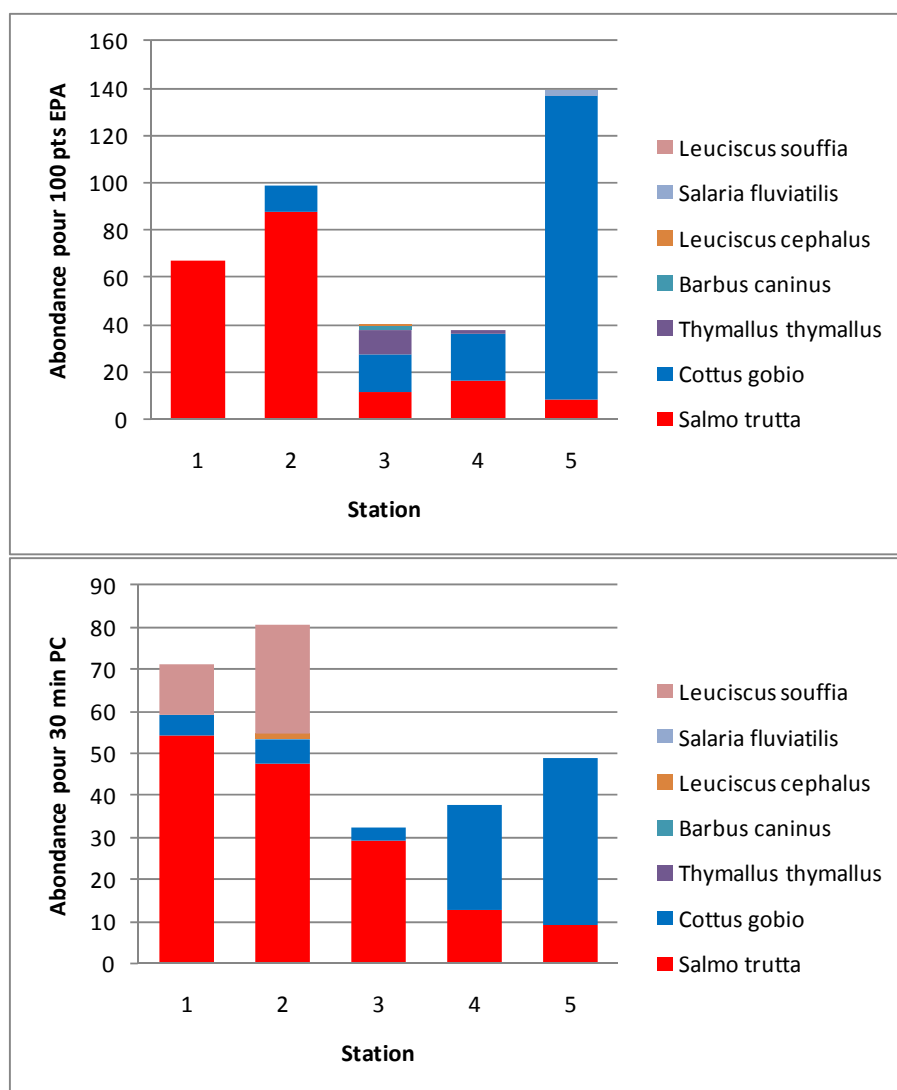 Abondance pour 100 pts EPA
160
140
120
100
80
60
40
20
0
1 2 3 4 5
Station
Leuciscus souffia
Salaria fluviatilis
Leuciscus cephalus
Barbus caninus
Thymallus thymallus
Cottus gobio
Salmo trutta
Abondance pour 30 min PC
90
80
70
60
50
40
30
20
10
0
1 2 3 4 5
Station
Leuciscus souffia
Salaria fluviatilis
Leuciscus cephalus
Barbus caninus
Thymallus thymallus
Cottus gobio
Salmo trutta